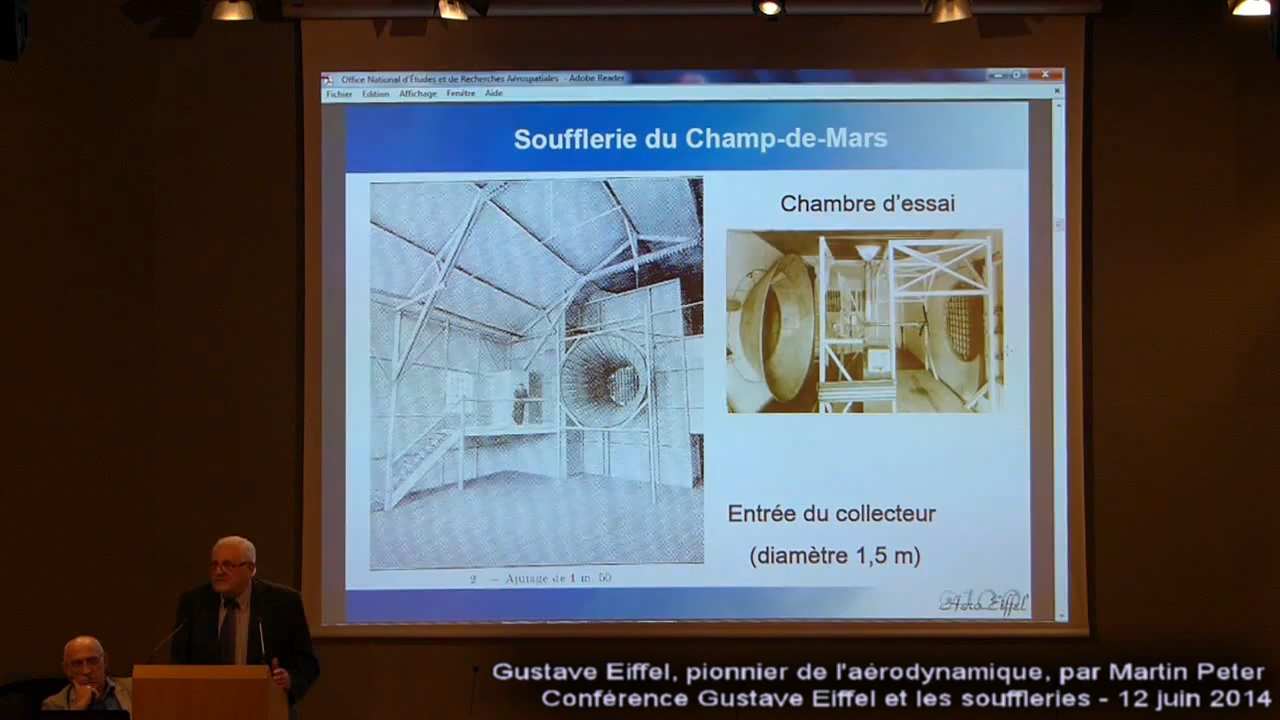 Office National d'Études et de Recherches Aérospatiales - Adobe Reader
Fichier Edition Affichage Fenêtre Aide
Soufflerie du Champ-de-Mars
Chambre d'essai
Entrée du collecteur
(diamètre 1,5 m)
2 — Ajutage de 1 m. 50
Aéro Eiffel
Gustave Eiffel, pionnier de l'aérodynamique, par Martin Peter
Conférence Gustave Eiffel et les souffleries - 12 juin 2014